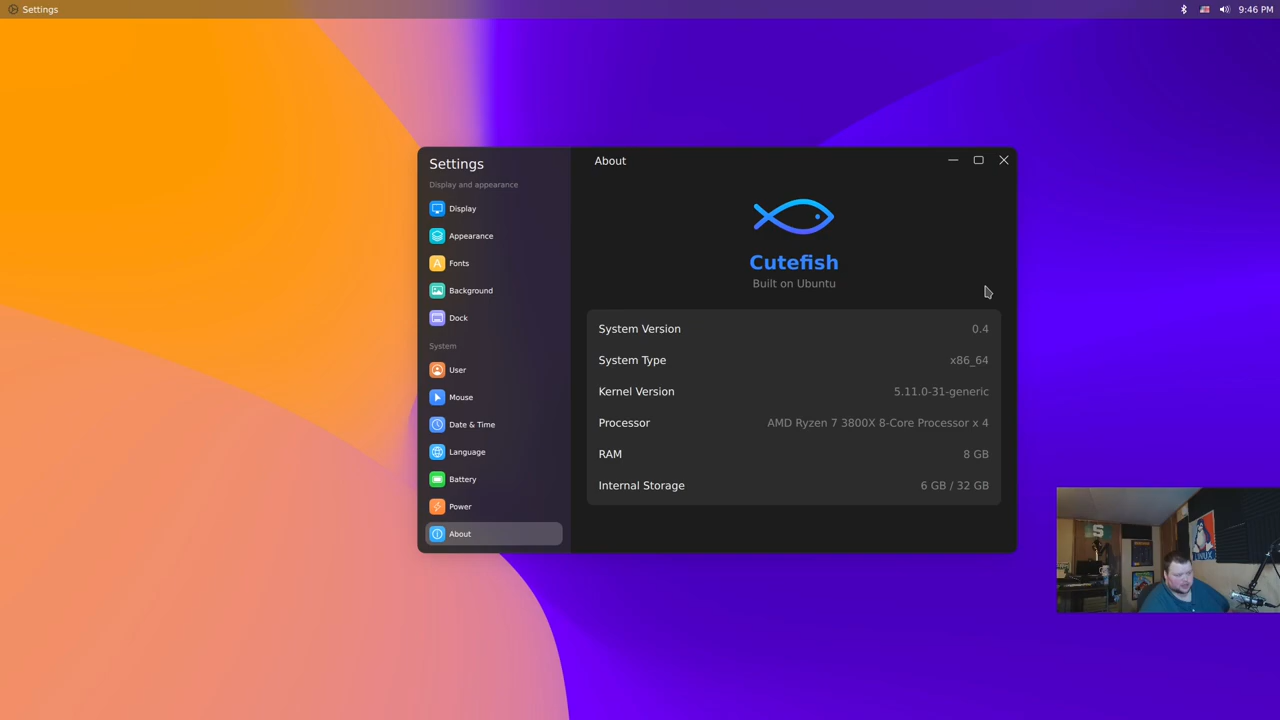 Settings
9:46 PM
Settings
Display and appearance
Display
Appearance
Fonts
Background
Dock
System
User
Mouse
Date & Time
Language
Battery
Power
About
About
Cutefish
Built on Ubuntu
System Version 0.4
System Type x86_64
Kernel Version 5.11.0-31-generic
Processor AMD Ryzen 7 3800X 8-Core Processor x 4
RAM 8 GB
Internal Storage 6 GB / 32 GB